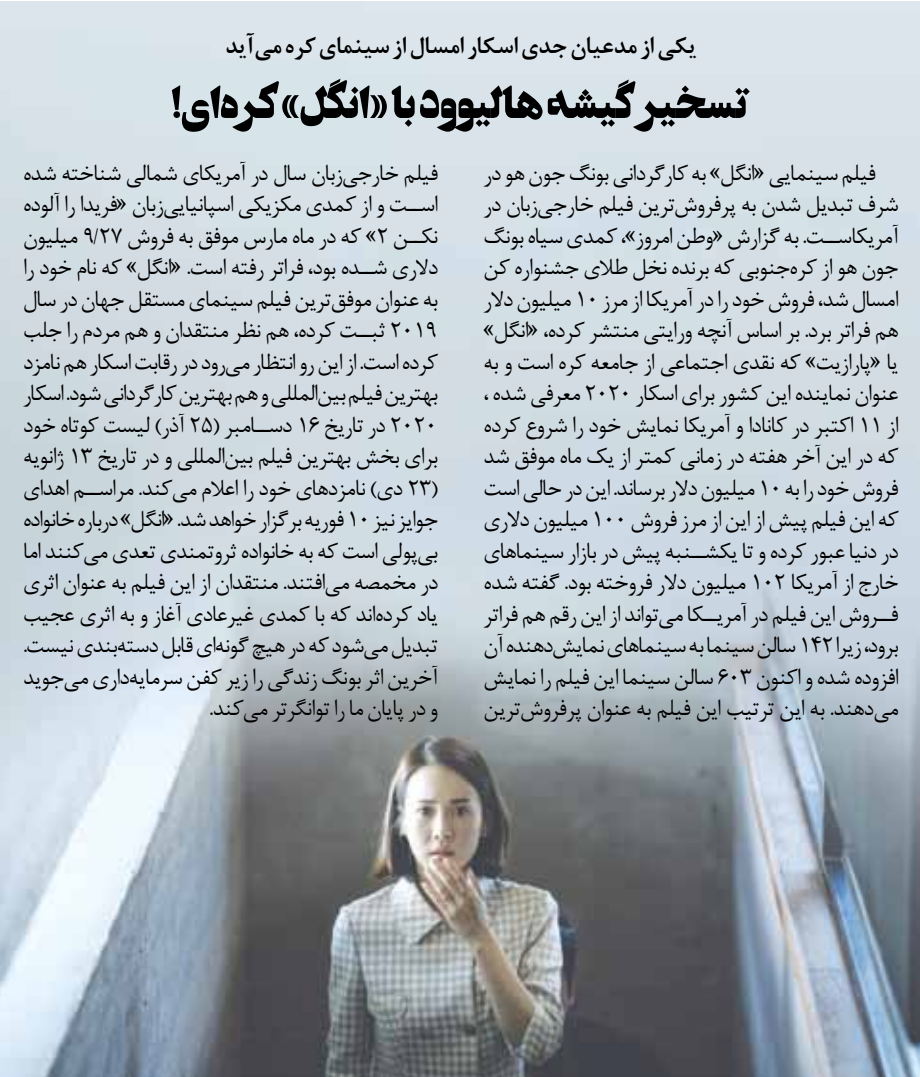 یکی از مدعیان جدی اسکار امسال از سینمای کره می‌آید
تسخیر گیشه هالیوود با «انگل» کره‌ای!
فیلم سینمایی «انگل» به کارگردانی بونگ جون هو در
شرف تبدیل شدن به پرفروش‌ترین فیلم خارجی‌زبان در
آمریکاست. به گزارش «وطن امروز»، کمدی سیاه بونگ
جون هو از کره‌جنوبی که برنده نخل طلای جشنواره کن
امسال شد، فروش خود را در آمریکا از مرز ۱۰ میلیون دلار
هم فراتر برد. بر اساس آنچه ورایتی منتشر کرده، «انگل»
یا «پارازیت» که نقدی اجتماعی از جامعه کره است و به
عنوان نماینده این کشور برای اسکار ۲۰۲۰ معرفی شده ،
از ۱۱ اکتبر در کانادا و آمریکا نمایش خود را شروع کرده
که در این آخر هفته در زمانی کمتر از یک ماه موفق شد
فروش خود را به ۱۰ میلیون دلار برساند. این در حالی است
که این فیلم پیش از این از مرز فروش ۱۰۰ میلیون دلاری
در دنیا عبور کرده و تا یکشنبه پیش در بازار سینماهای
خارج از آمریکا ۱۰۲ میلیون دلار فروخته بود. گفته شده
فروش این فیلم در آمریکا می‌تواند از این رقم هم فراتر
برود، زیرا ۱۴۲ سالن سینما به سینماهای نمایش‌دهنده آن
افزوده شده و اکنون ۶۰۳ سالن سینما این فیلم را نمایش
می‌دهند. به این ترتیب این فیلم به عنوان پرفروش‌ترین
فیلم خارجی‌زبان سال در آمریکای شمالی شناخته شده
است و از کمدی مکزیکی اسپانیایی‌زبان «فریدا را آلوده
نکن ۲» که در ماه مارس موفق به فروش ۹/۲۷ میلیون
دلاری شده بود، فراتر رفته است. «انگل» که نام خود را
به عنوان موفق‌ترین فیلم سینمای مستقل جهان در سال
۲۰۱۹ ثبت کرده، هم نظر منتقدان و هم مردم را جلب
کرده است. از این رو انتظار می‌رود در رقابت اسکار هم نامزد
بهترین فیلم بین‌المللی و هم بهترین کارگردانی شود. اسکار
۲۰۲۰ در تاریخ ۱۶ دسامبر (۲۵ آذر) لیست کوتاه خود
برای بخش بهترین فیلم بین‌المللی و در تاریخ ۱۳ ژانویه
(۲۳ دی) نامزدهای خود را اعلام می‌کند. مراسم اهدای
جوایز نیز ۱۰ فوریه برگزار خواهد شد. «انگل» درباره خانواده
بی‌پولی است که به خانواده ثروتمندی تعدی می‌کنند اما
در مخمصه می‌افتند. منتقدان از این فیلم به عنوان اثری
یاد کرده‌اند که با کمدی غیرعادی آغاز و به اثری عجیب
تبدیل می‌شود که در هیچ گونه‌ای قابل دسته‌بندی نیست.
آخرین اثر بونگ زندگی را زیر کفن سرمایه‌داری می‌جوید
و در پایان ما را توانگرتر می‌کند.